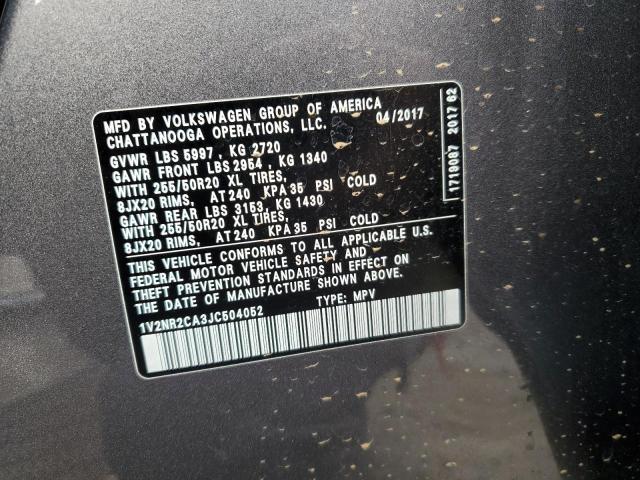 MFD BY VOLKSWAGEN GROUP OF AMERICA
CHATTANOOGA OPERATIONS, LLC. 04/2017
GVWR LBS 5997 , KG 2720
GAWR FRONT LBS 2954 , KG 1340
WITH 255/50R20 XL TIRES,
8JX20 RIMS, AT 240 KPA 35 PSI COLD
GAWR REAR LBS 3153, KG 1430
WITH 255/50R20 XL TIRES,
8JX20 RIMS, AT 240 KPA 35 PSI COLD
THIS VEHICLE CONFORMS TO ALL APPLICABLE U.S.
FEDERAL MOTOR VEHICLE SAFETY AND
THEFT PREVENTION STANDARDS IN EFFECT ON
THE DATE OF MANUFACTURE SHOWN ABOVE.
1V2NR2CA3JC504052 TYPE: MPV
1719087 2017 62